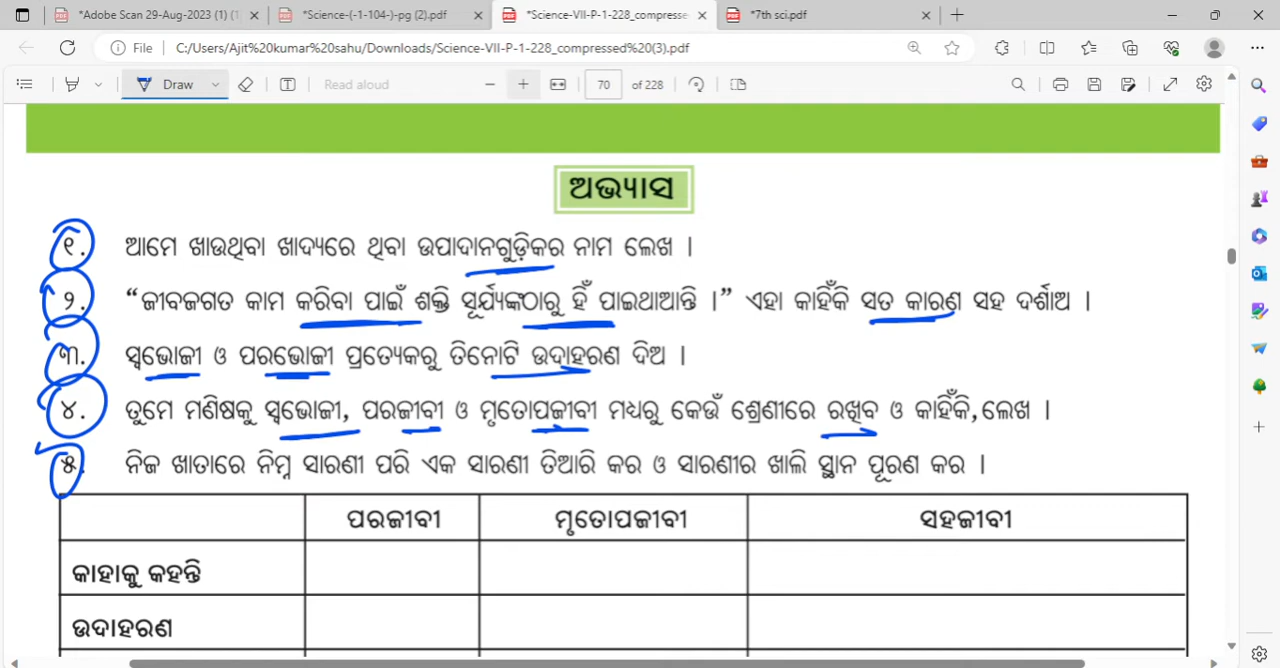 *Adobe Scan 29-Aug-2023 (1) (1
*Science-(-1-104-)-pg (2).pdf
*Science-VII-P-1-228_compresse
*7th sci.pdf
File C:/Users/Ajit%20kumar%20sahu/Downloads/Science-VII-P-1-228_compressed%20(3).pdf
Draw Read aloud 70 of 228
ଅଭ୍ୟାସ
୧. ଆମେ ଖାଉଥିବା ଖାଦ୍ୟରେ ଥିବା ଉପାଦାନଗୁଡ଼ିକର ନାମ ଲେଖ ।
୨. “ଜୀବଜଗତ କାମ କରିବା ପାଇଁ ଶକ୍ତି ସୂର୍ଯ୍ୟଙ୍କଠାରୁ ହିଁ ପାଇଥାଆନ୍ତି ।” ଏହା କାହିଁକି ସତ କାରଣ ସହ ଦର୍ଶାଅ ।
୩. ସ୍ୱଭୋଜୀ ଓ ପରଭୋଜୀ ପ୍ରତ୍ୟେକରୁ ତିନୋଟି ଉଦାହରଣ ଦିଅ ।
୪. ତୁମେ ମଣିଷକୁ ସ୍ୱଭୋଜୀ, ପରଜୀବୀ ଓ ମୃତୋପଜୀବୀ ମଧ୍ୟରୁ କେଉଁ ଶ୍ରେଣୀରେ ରଖିବ ଓ କାହିଁକି, ଲେଖ ।
୫. ନିଜ ଖାତାରେ ନିମ୍ନ ସାରଣୀ ପରି ଏକ ସାରଣୀ ତିଆରି କର ଓ ସାରଣୀର ଖାଲି ସ୍ଥାନ ପୂରଣ କର ।
ପରଜୀବୀ ମୃତୋପଜୀବୀ ସହଜୀବୀ
କାହାକୁ କହନ୍ତି
ଉଦାହରଣ